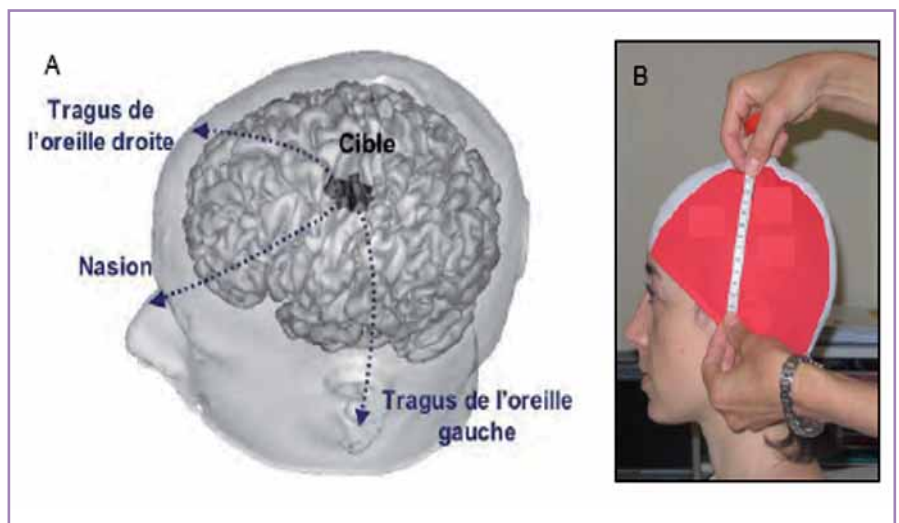 A
Tragus de
l'oreille droite
Cible
Nasion
Tragus de l'oreille
gauche
B